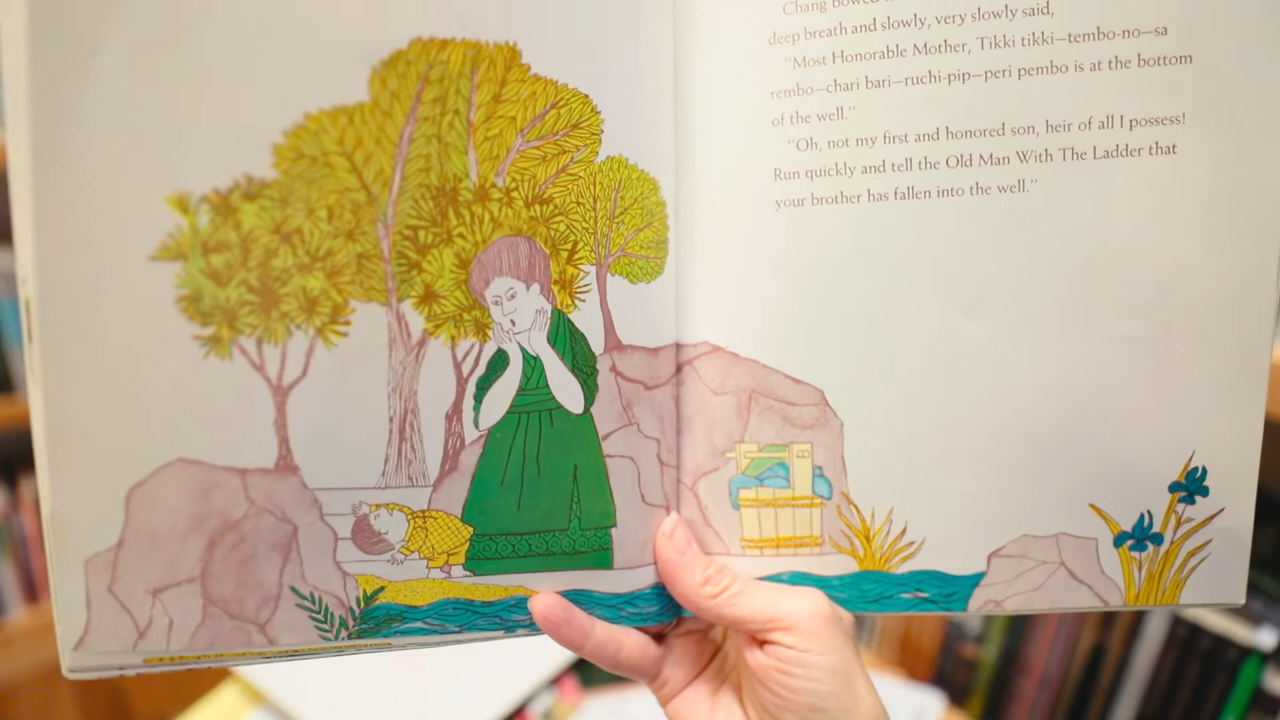 Chang bowed
deep breath and slowly, very slowly said,
“Most Honorable Mother, Tikki tikki—tembo-no—sa
rembo—chari bari—ruchi-pip—peri pembo is at the bottom
of the well.”
“Oh, not my first and honored son, heir of all I possess!
Run quickly and tell the Old Man With The Ladder that
your brother has fallen into the well.”